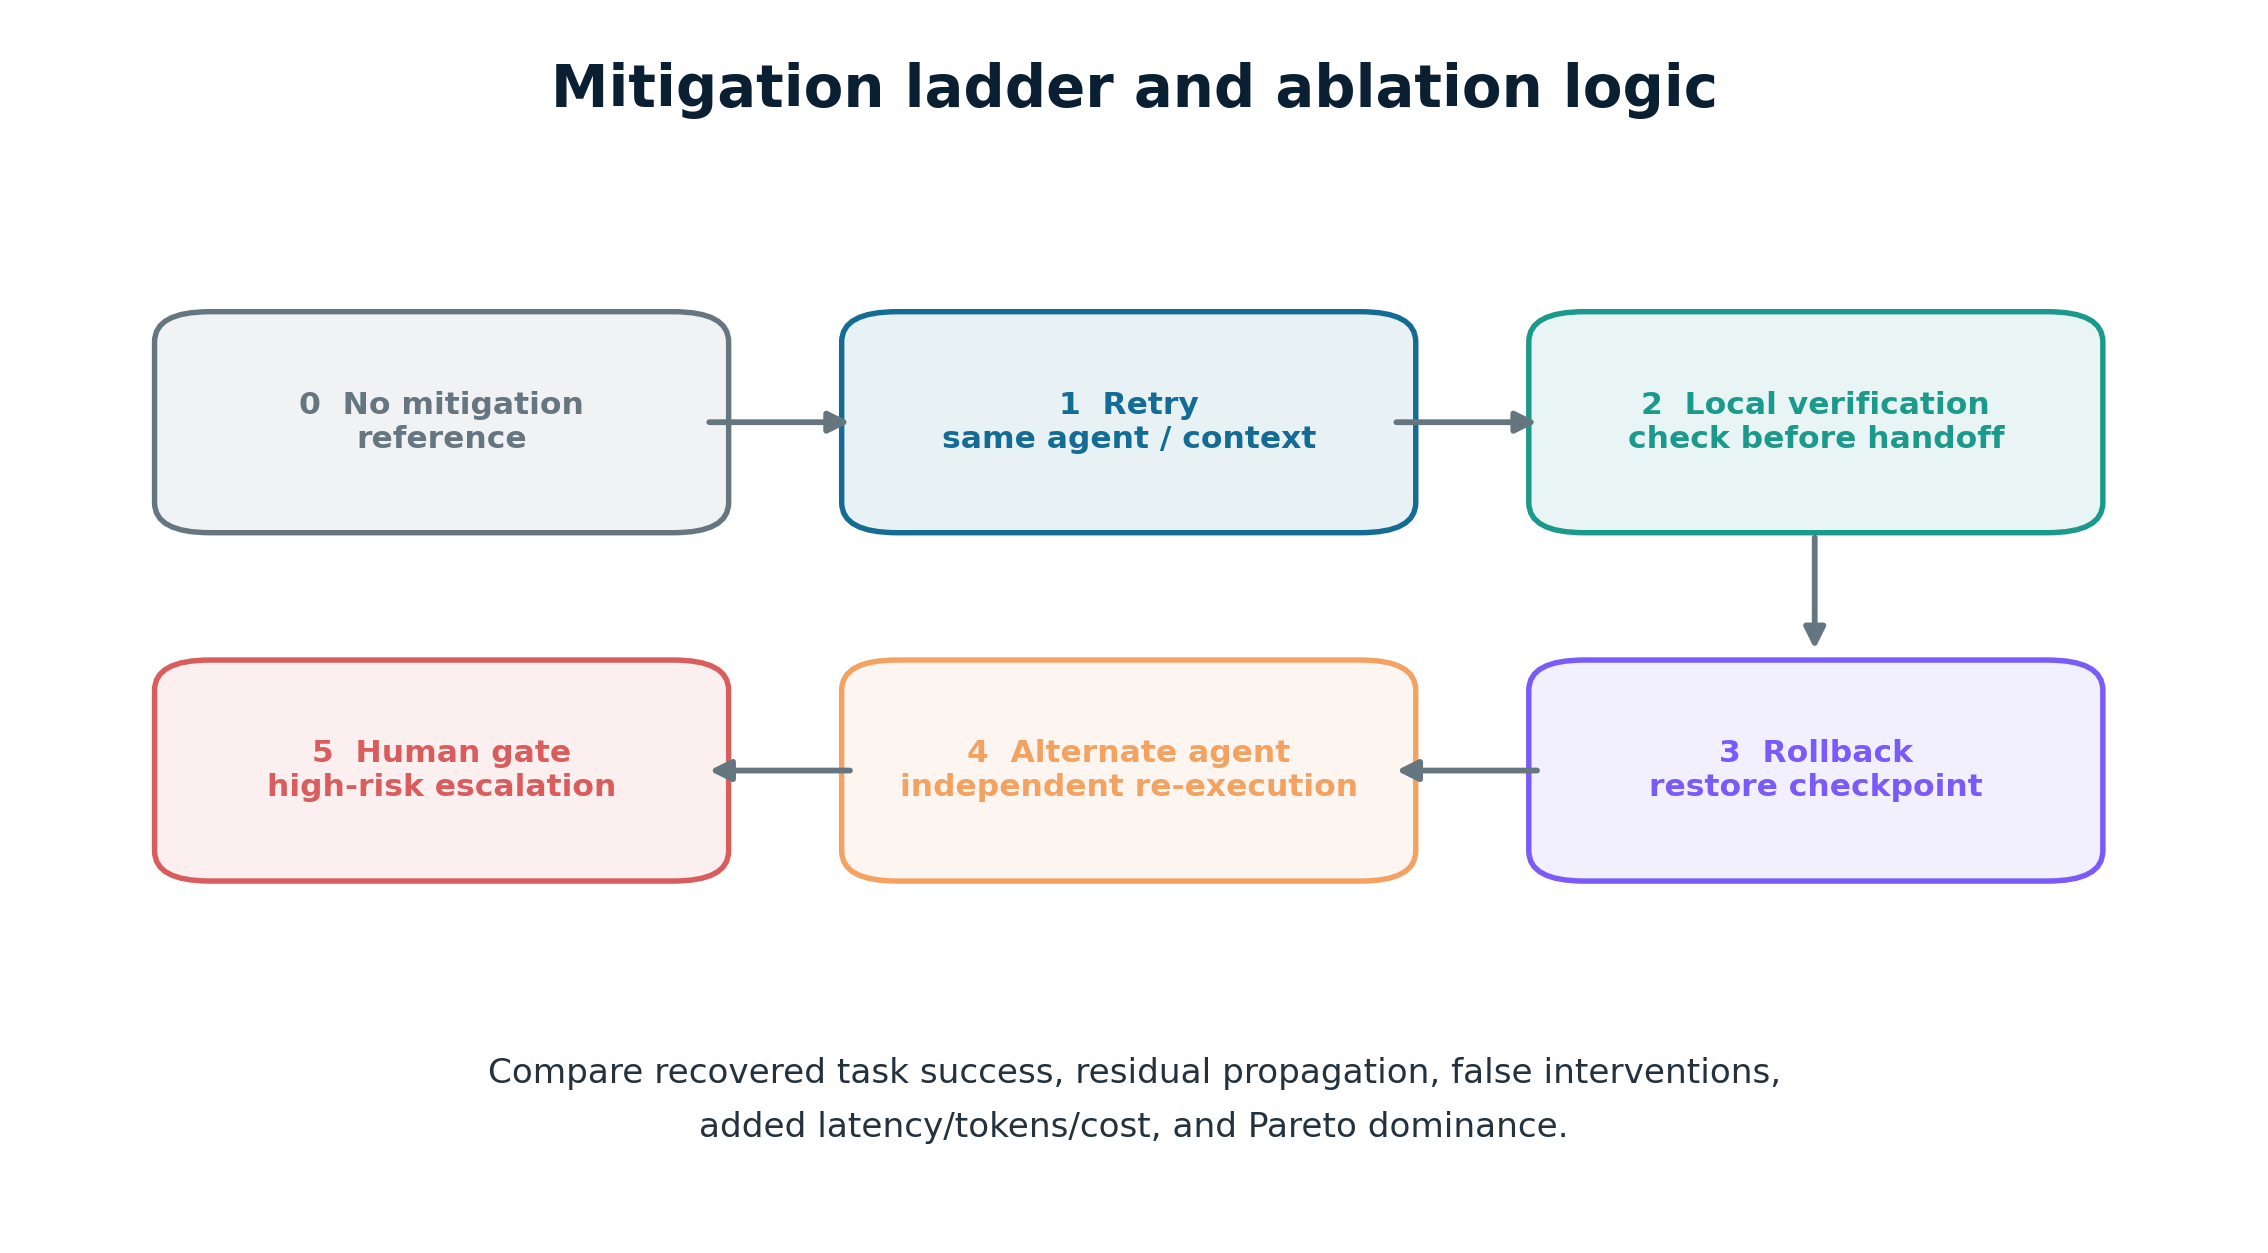 Mitigation ladder and ablation logic
0  No mitigation
reference
1  Retry
same agent / context
2  Local verification
check before handoff
3  Rollback
restore checkpoint
4  Alternate agent
independent re-execution
5  Human gate
high-risk escalation
Compare recovered task success, residual propagation, false interventions,
added latency/tokens/cost, and Pareto dominance.